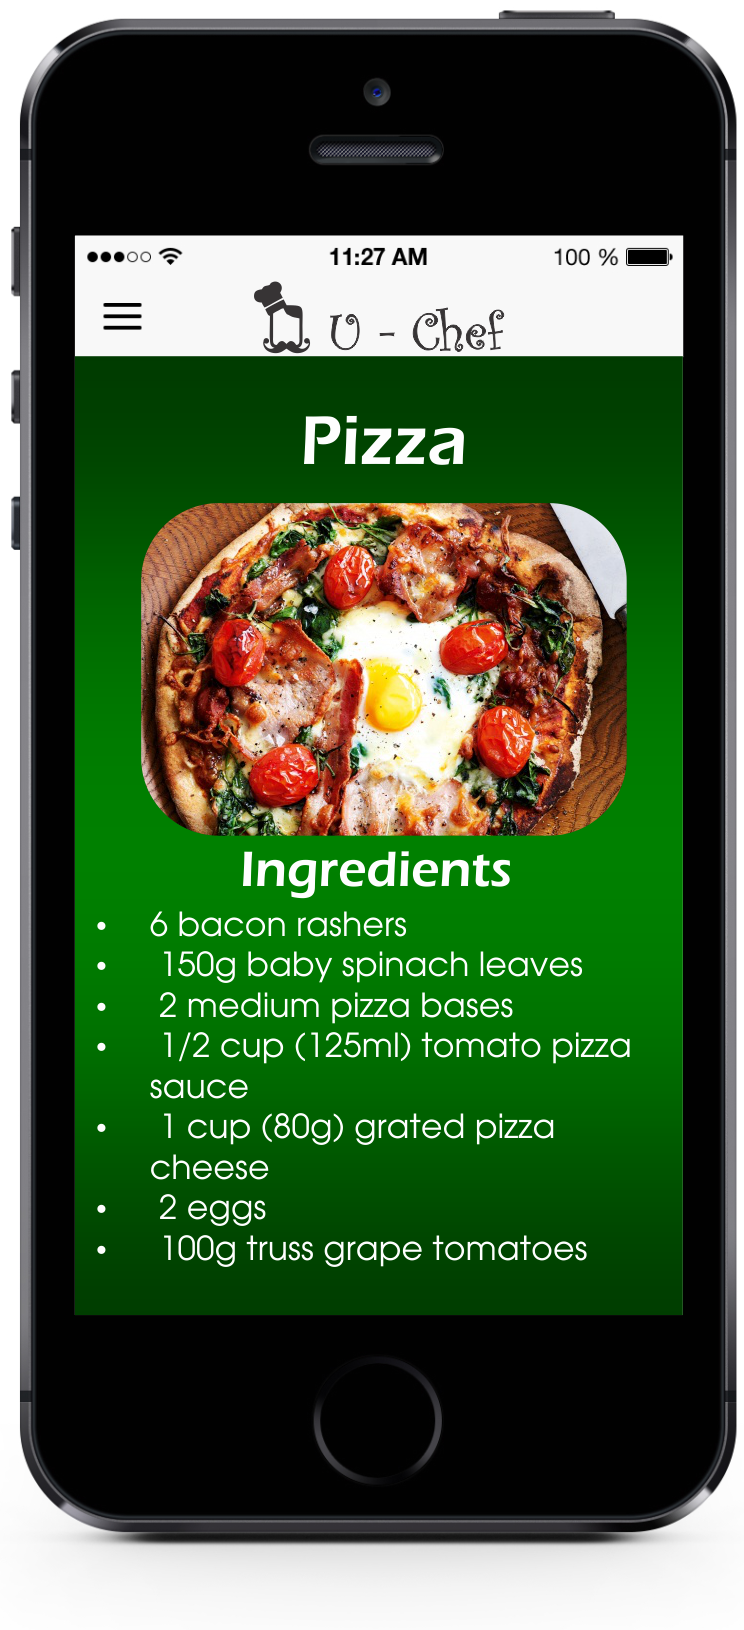 11:27 AM 100 %
U - Chef
Pizza
Ingredients
• 6 bacon rashers
• 150g baby spinach leaves
• 2 medium pizza bases
• 1/2 cup (125ml) tomato pizza
sauce
• 1 cup (80g) grated pizza
cheese
• 2 eggs
• 100g truss grape tomatoes